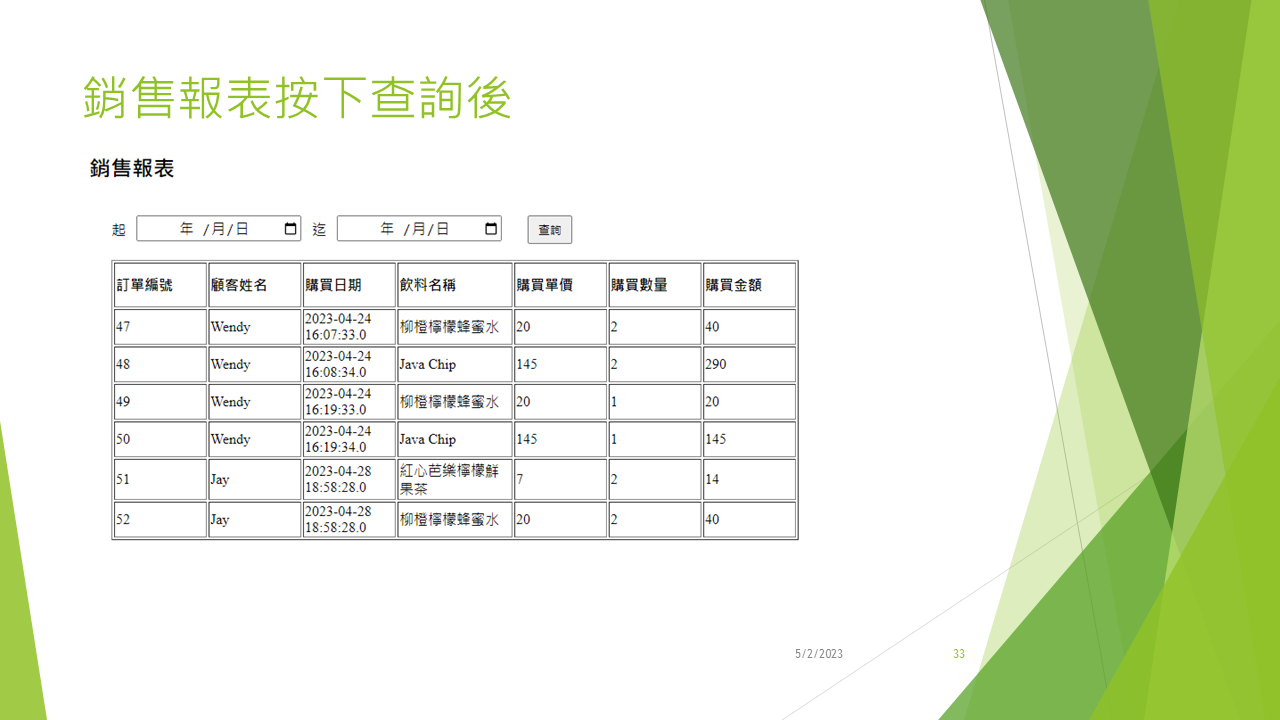 銷售報表按下查詢後
銷售報表
起 年 /月/日 迄 年 /月/日 查詢
訂單編號 顧客姓名 購買日期 飲料名稱 購買單價 購買數量 購買金額
47 Wendy 2023-04-24 16:07:33.0 柳橙檸檬蜂蜜水 20 2 40
48 Wendy 2023-04-24 16:08:34.0 Java Chip 145 2 290
49 Wendy 2023-04-24 16:19:33.0 柳橙檸檬蜂蜜水 20 1 20
50 Wendy 2023-04-24 16:19:34.0 Java Chip 145 1 145
51 Jay 2023-04-28 18:58:28.0 紅心芭樂檸檬鮮果茶 7 2 14
52 Jay 2023-04-28 18:58:28.0 柳橙檸檬蜂蜜水 20 2 40
5/2/2023 33